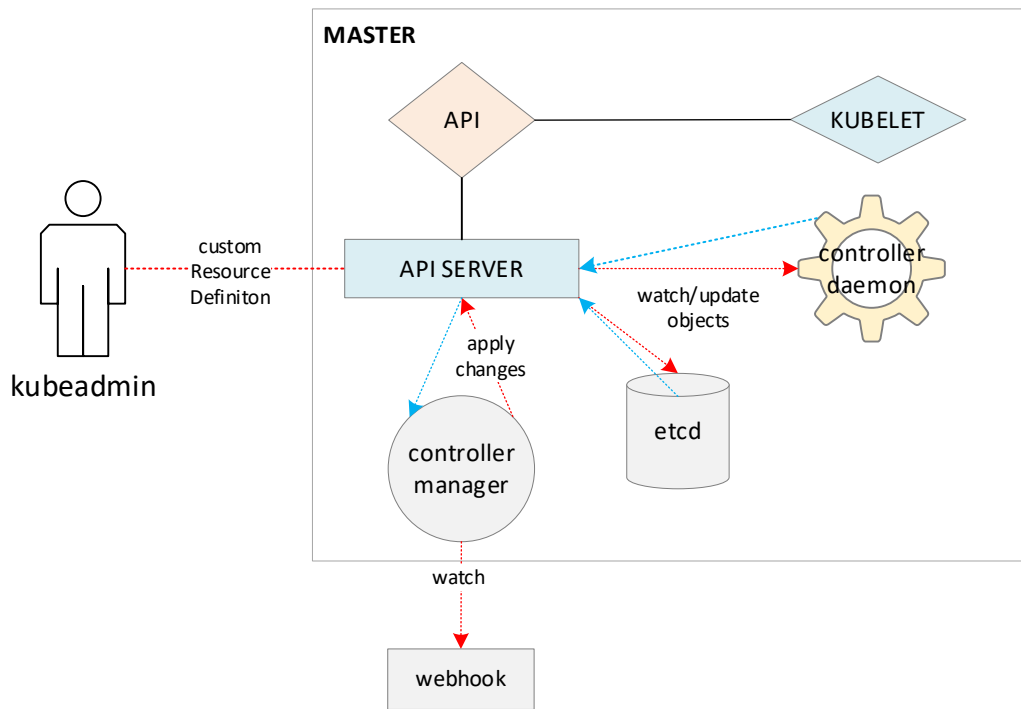 MASTER
API
KUBELET
custom
Resource
Definiton
API SERVER
controller
daemon
watch/update
objects
apply
changes
kubeadmin
etcd
controller
manager
watch
webhook